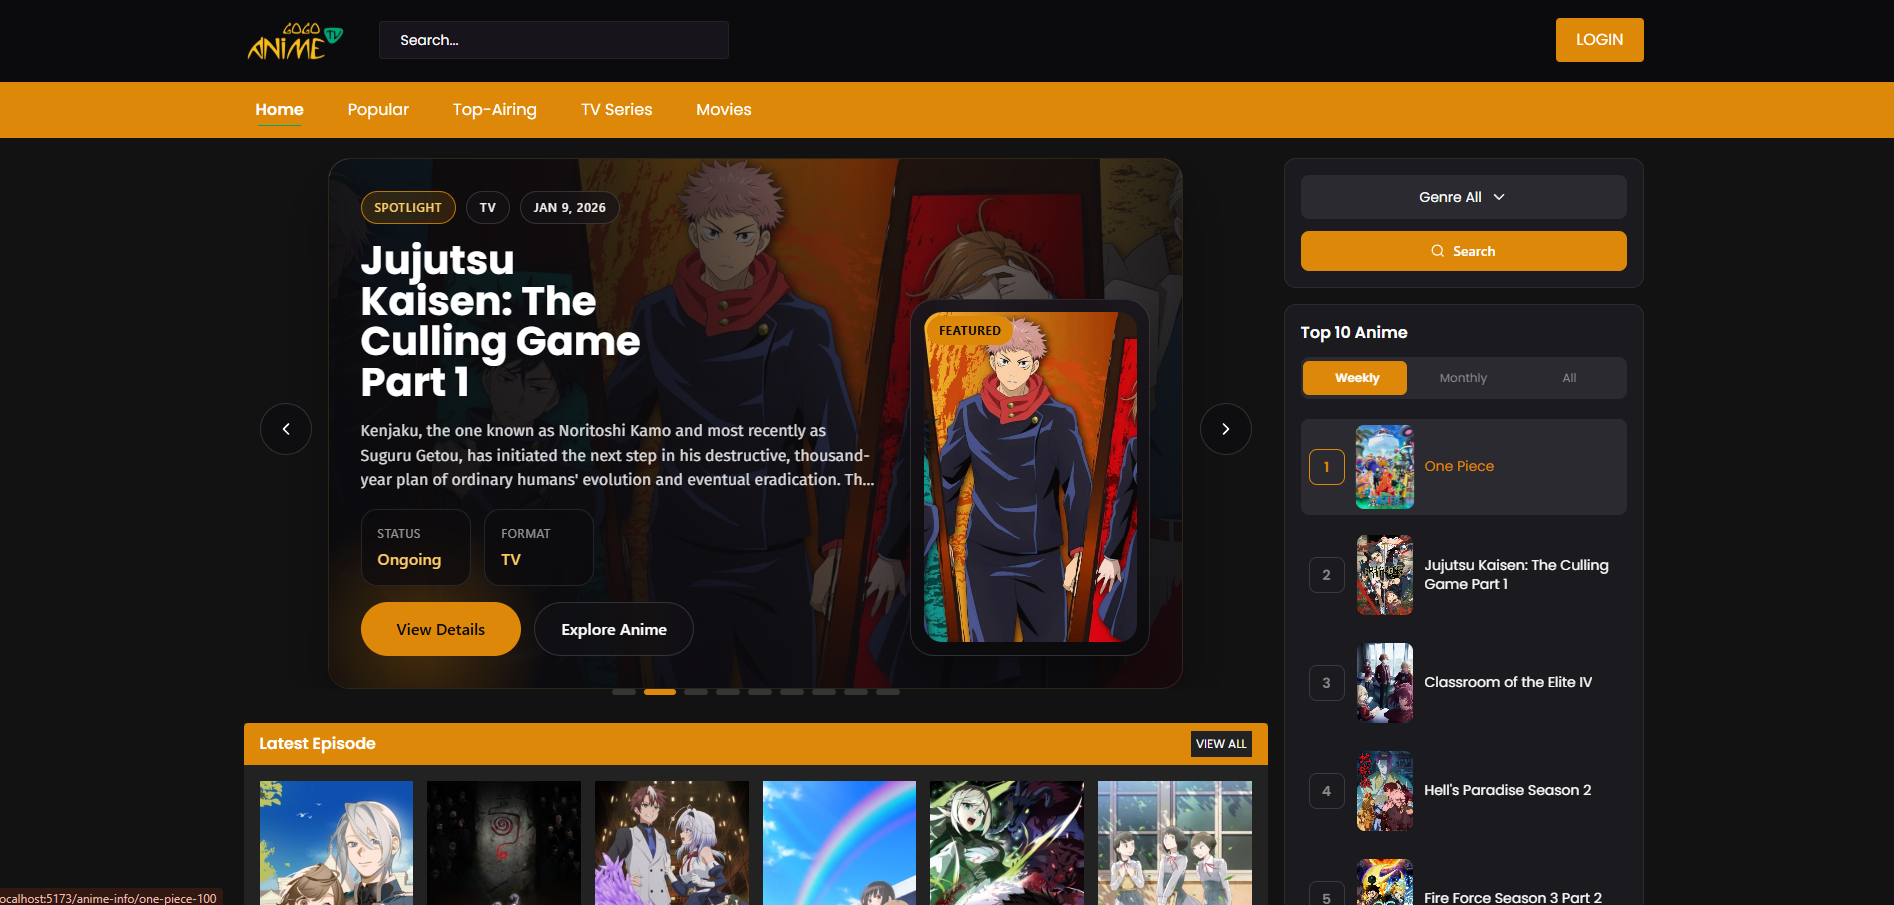 GOGO
ANIME TV
Search...
LOGIN
Home
Popular
Top-Airing
TV Series
Movies
SPOTLIGHT
TV
JAN 9, 2026
Jujutsu
Kaisen: The
Culling Game
Part 1
Kenjaku, the one known as Noritoshi Kamo and most recently as
Suguru Getou, has initiated the next step in his destructive, thousand-
year plan of ordinary humans' evolution and eventual eradication. Th...
STATUS
Ongoing
FORMAT
TV
View Details
Explore Anime
FEATURED
Genre All
Search
Top 10 Anime
Weekly
Monthly
All
1
One Piece
2
Jujutsu Kaisen: The Culling
Game Part 1
3
Classroom of the Elite IV
4
Hell's Paradise Season 2
5
Fire Force Season 3 Part 2
Latest Episode
VIEW ALL
ocalhost:5173/anime-info/one-piece-100